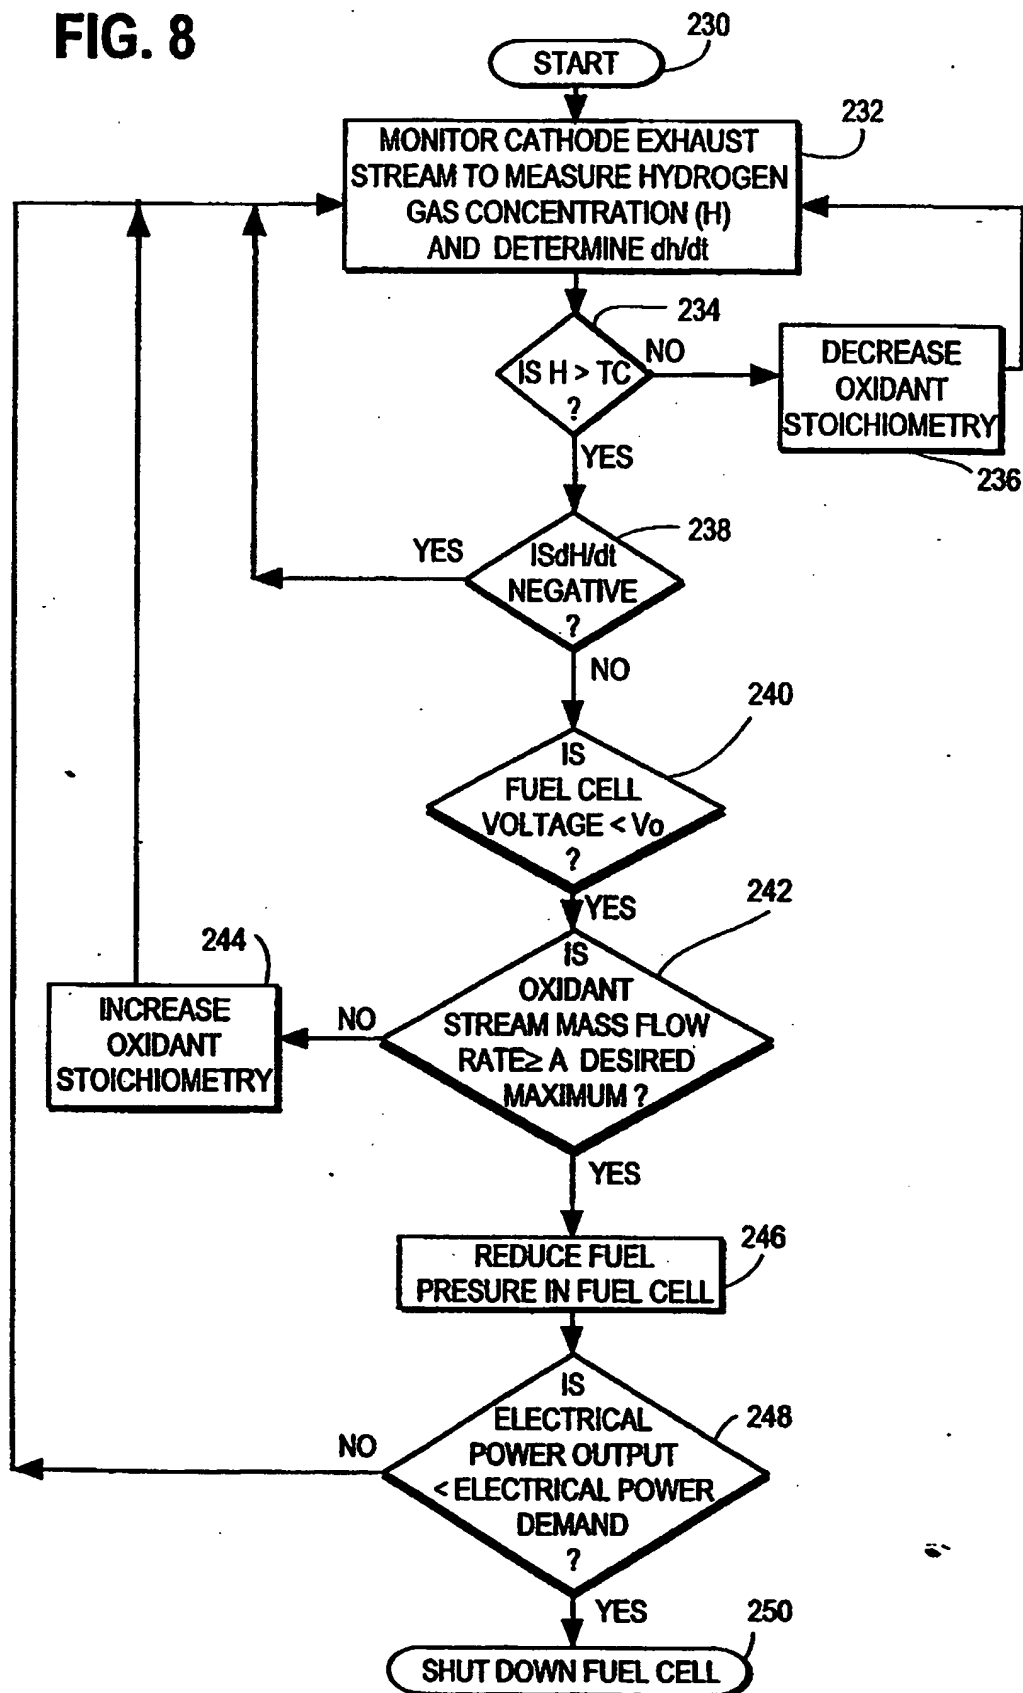 FIG. 8
230
START
232
MONITOR CATHODE EXHAUST
STREAM TO MEASURE HYDROGEN
GAS CONCENTRATION (H)
AND DETERMINE dh/dt
234
IS H > TC
?
NO
DECREASE
OXIDANT
STOICHIOMETRY
236
YES
238
ISdH/dt
NEGATIVE
?
YES
NO
240
IS
FUEL CELL
VOLTAGE < Vo
?
YES
242
IS
OXIDANT
STREAM MASS FLOW
RATE≥ A DESIRED
MAXIMUM ?
NO
244
INCREASE
OXIDANT
STOICHIOMETRY
YES
246
REDUCE FUEL
PRESURE IN FUEL CELL
248
IS
ELECTRICAL
POWER OUTPUT
< ELECTRICAL POWER
DEMAND
?
NO
YES
250
SHUT DOWN FUEL CELL